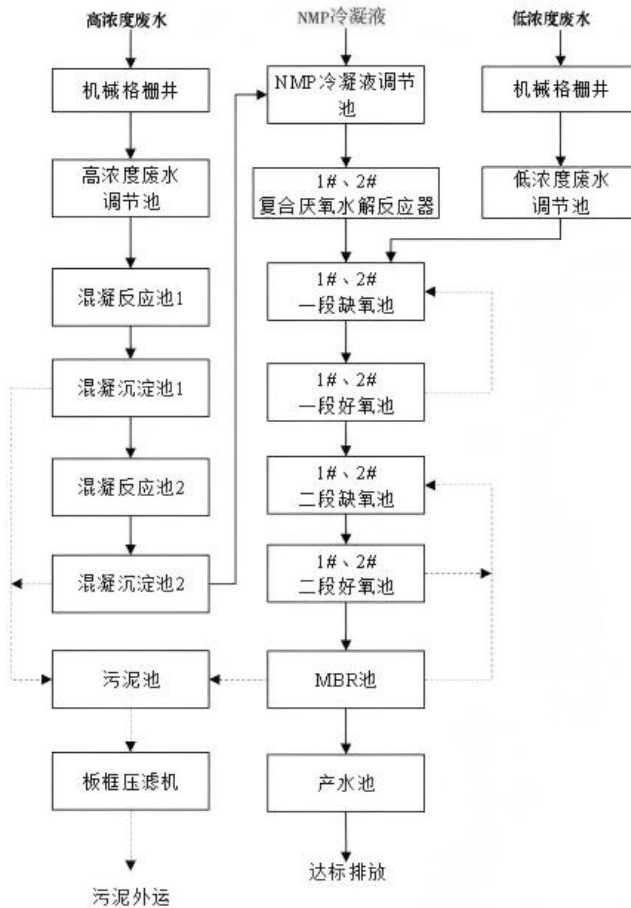 高浓度废水
NMP冷凝液
低浓度废水
机械格栅井
NMP冷凝液调节
池
机械格栅井
高浓度废水
调节池
1#、2#
复合厌氧水解反应器
低浓度废水
调节池
混凝反应池1
1#、2#
一段缺氧池
混凝沉淀池1
1#、2#
一段好氧池
混凝反应池2
1#、2#
二段缺氧池
混凝沉淀池2
1#、2#
二段好氧池
污泥池
MBR池
板框压滤机
产水池
污泥外运
达标排放